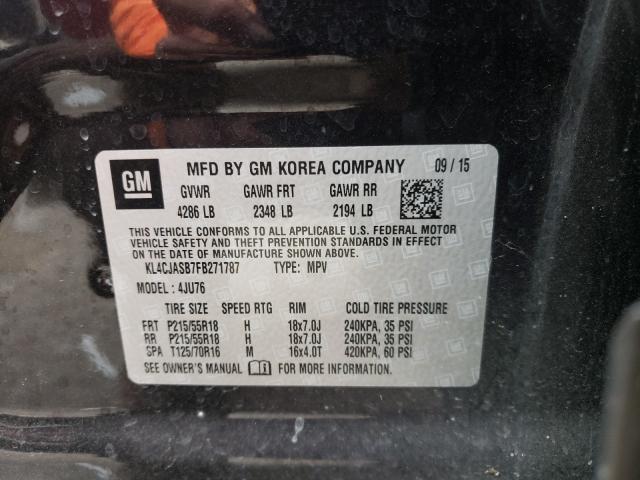 GM
MFD BY GM KOREA COMPANY 09 / 15
GVWR GAWR FRT GAWR RR
4286 LB 2348 LB 2194 LB
THIS VEHICLE CONFORMS TO ALL APPLICABLE U.S. FEDERAL MOTOR
VEHICLE SAFETY AND THEFT PREVENTION STANDARDS IN EFFECT
ON THE DATE OF MANUFACTURE SHOWN ABOVE.
KL4CJASB7FB271787 TYPE: MPV
MODEL: 4JU76
TIRE SIZE SPEED RTG RIM COLD TIRE PRESSURE
FRT P215/55R18 H 18x7.0J 240KPA, 35 PSI
RR P215/55R18 H 18x7.0J 240KPA, 35 PSI
SPA T125/70R16 M 16x4.0T 420KPA, 60 PSI
SEE OWNER'S MANUAL FOR MORE INFORMATION.